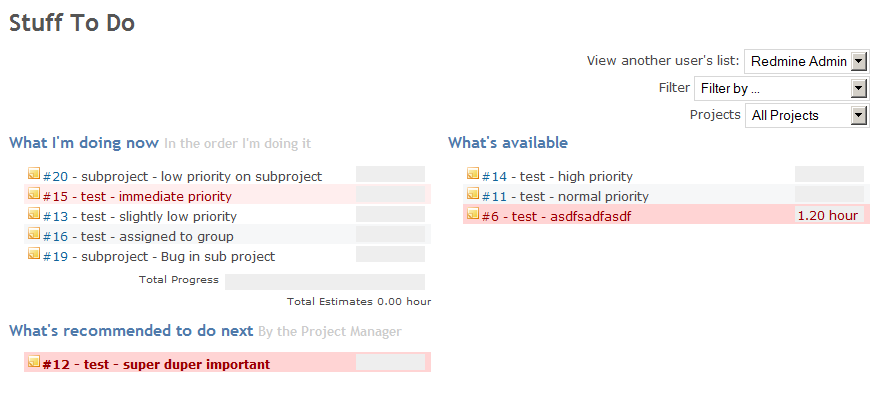 Stuff To Do
View another user's list: Redmine Admin
Filter Filter by ...
Projects All Projects
What I'm doing now In the order I'm doing it
#20 - subproject - low priority on subproject
#15 - test - immediate priority
#13 - test - slightly low priority
#16 - test - assigned to group
#19 - subproject - Bug in sub project
Total Progress
Total Estimates 0.00 hour
What's recommended to do next By the Project Manager
#12 - test - super duper important
What's available
#14 - test - high priority
#11 - test - normal priority
#6 - test - asdfsadfasdf 1.20 hour